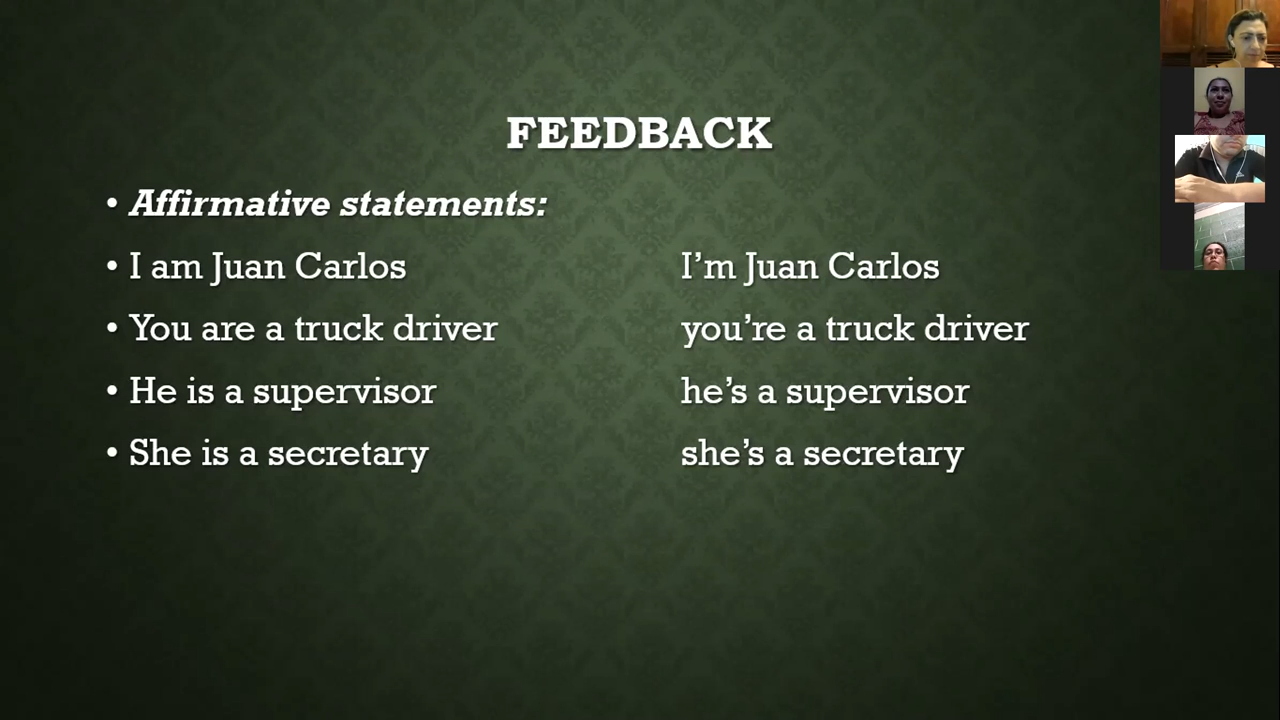 FEEDBACK
• Affirmative statements:
• I am Juan Carlos I’m Juan Carlos
• You are a truck driver you’re a truck driver
• He is a supervisor he’s a supervisor
• She is a secretary she’s a secretary